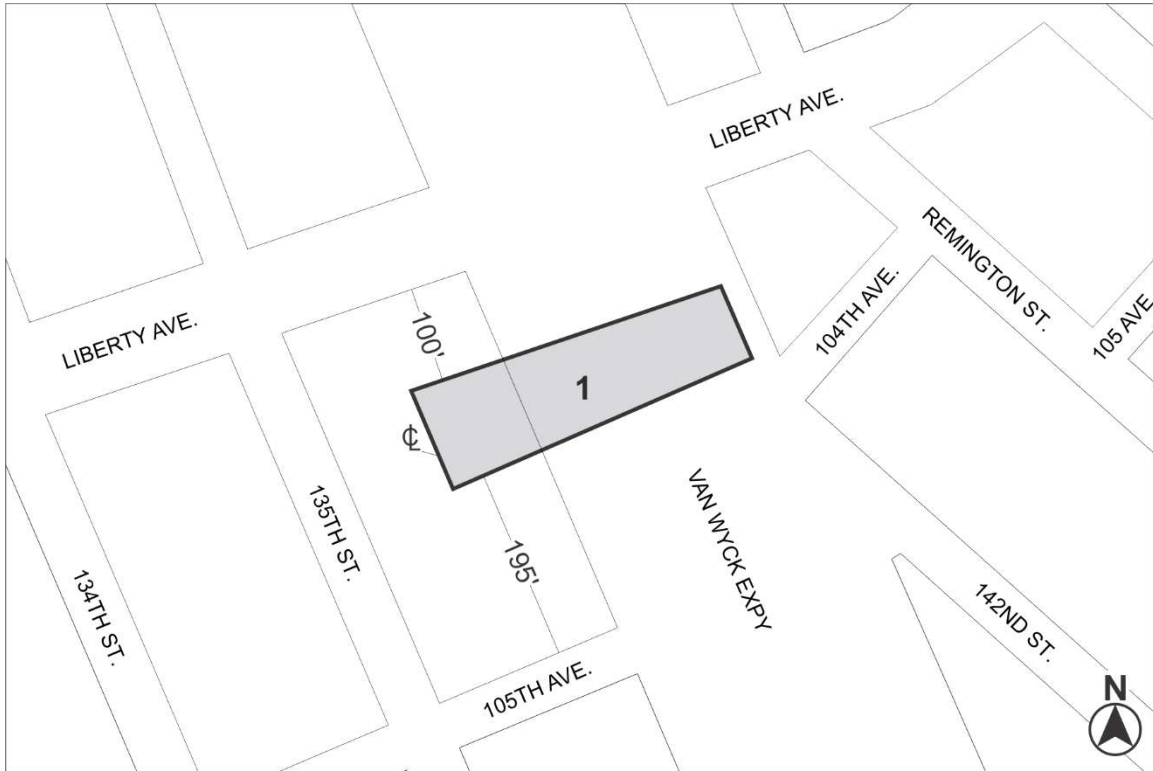 LIBERTY AVE.
REMINGTON ST.
104TH AVE.
105 AVE
LIBERTY AVE.
100'
1
℄
135TH ST.
195'
VAN WYCK EXPY
134TH ST.
142ND ST.
105TH AVE.
N